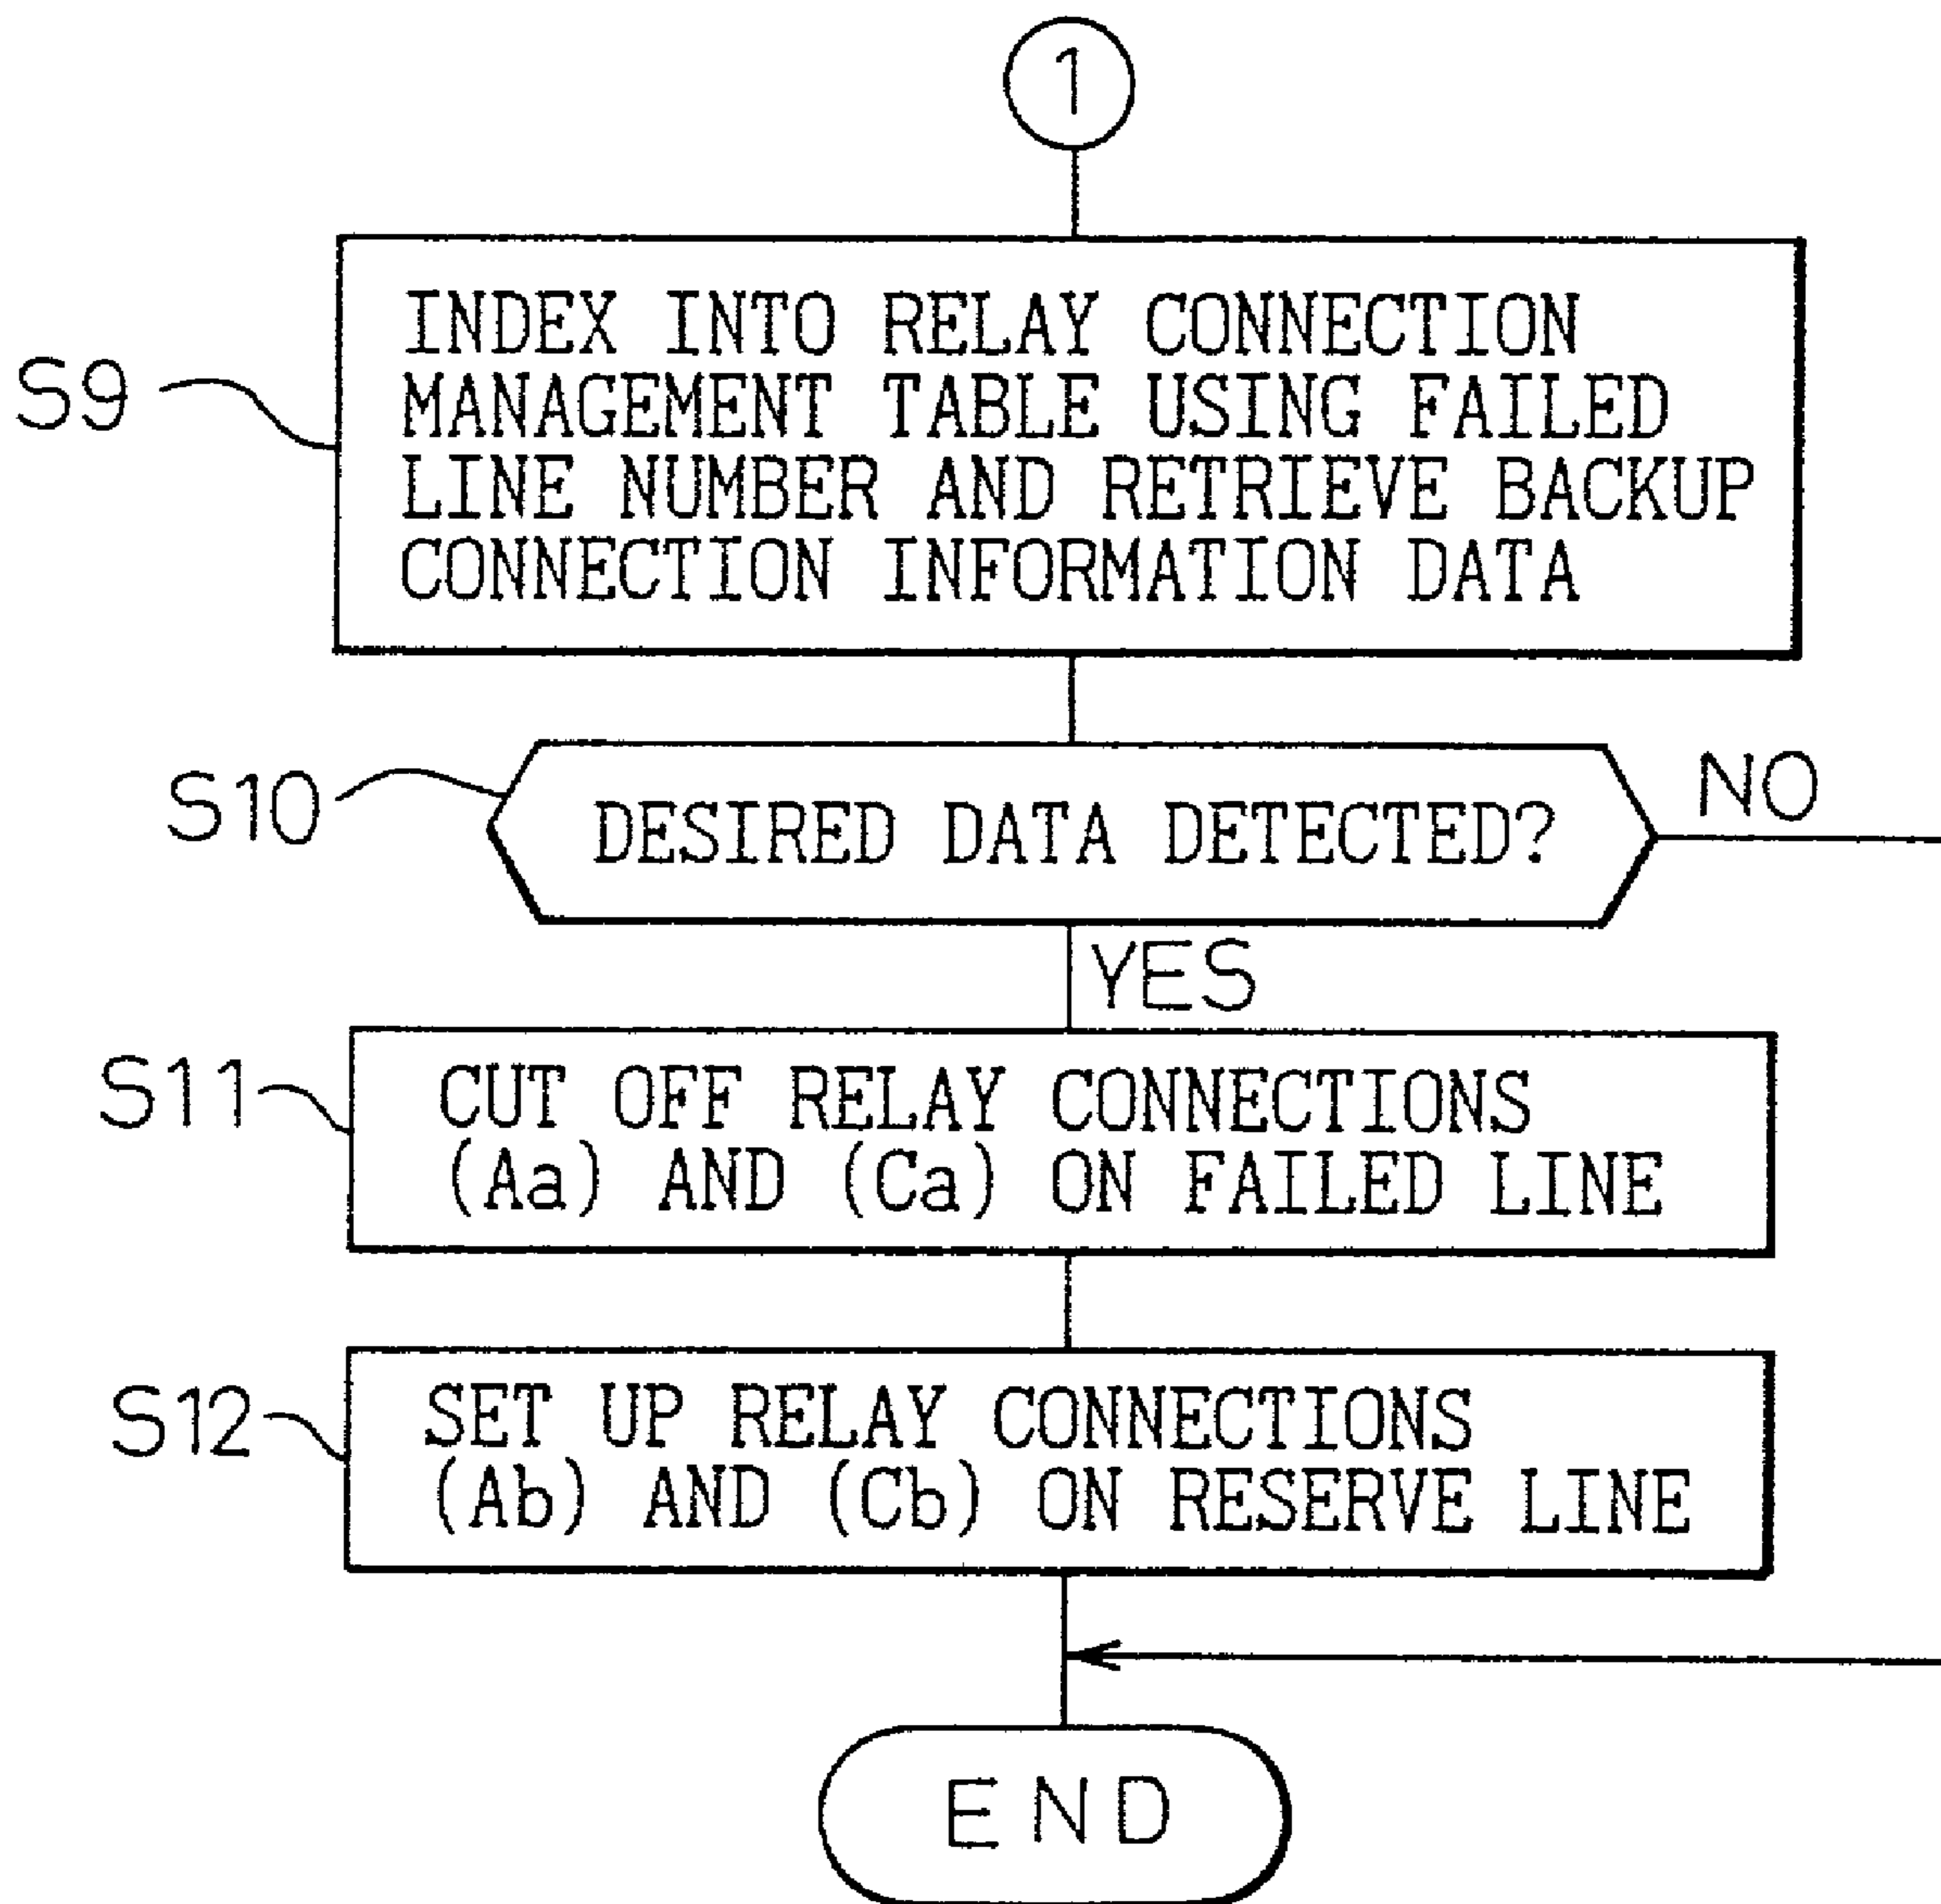 1
S9
INDEX INTO RELAY CONNECTION
MANAGEMENT TABLE USING FAILED
LINE NUMBER AND RETRIEVE BACKUP
CONNECTION INFORMATION DATA
S10
DESIRED DATA DETECTED?
NO
YES
S11
CUT OFF RELAY CONNECTIONS
(Aa) AND (Ca) ON FAILED LINE
S12
SET UP RELAY CONNECTIONS
(Ab) AND (Cb) ON RESERVE LINE
END